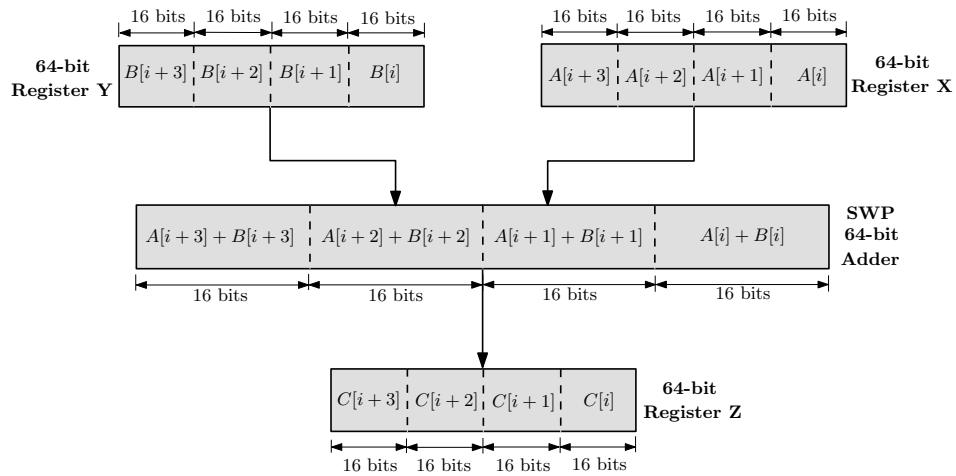 16 bits 16 bits 16 bits 16 bits
16 bits 16 bits 16 bits 16 bits
64-bit
Register Y
B[i+3] B[i+2] B[i+1] B[i]
A[i+3] A[i+2] A[i+1] A[i]
64-bit
Register X
A[i+3]+B[i+3] A[i+2]+B[i+2] A[i+1]+B[i+1] A[i]+B[i]
SWP
64-bit
Adder
16 bits 16 bits 16 bits 16 bits
C[i+3] C[i+2] C[i+1] C[i]
64-bit
Register Z
16 bits 16 bits 16 bits 16 bits